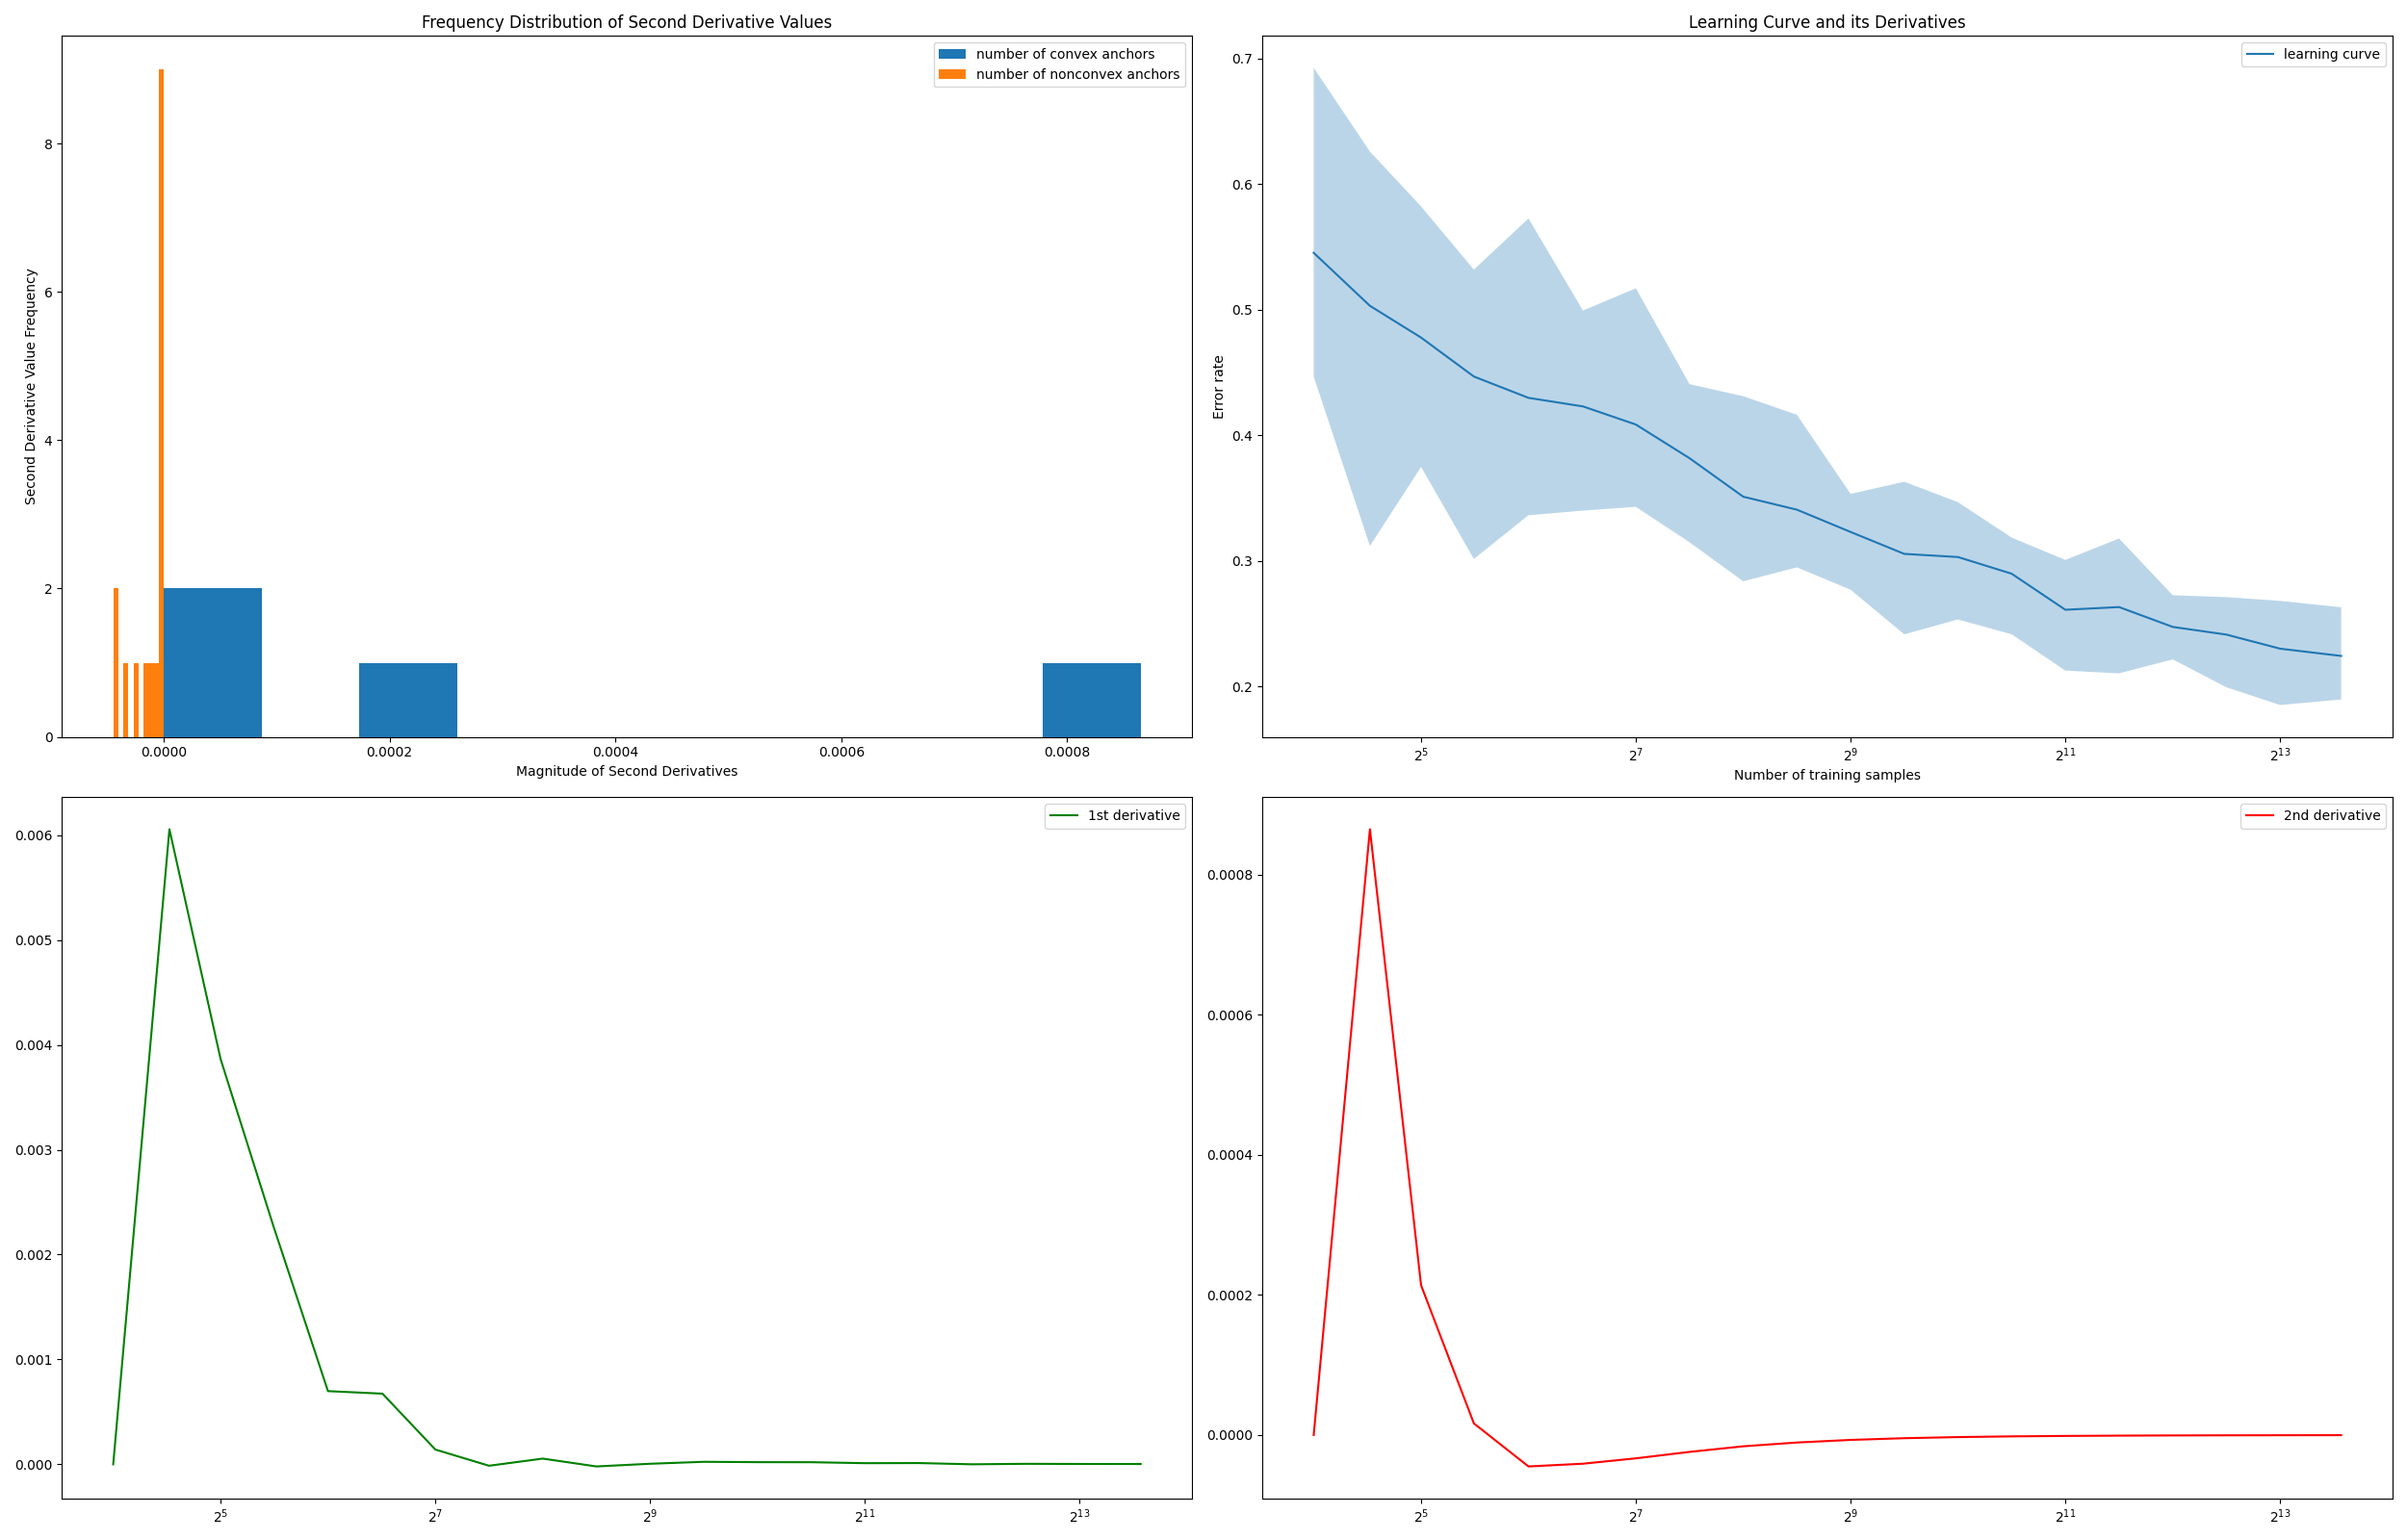 Frequency Distribution of Second Derivative Values
number of convex anchors
number of nonconvex anchors
Second Derivative Value Frequency
8
6
4
2
0
0.0000 0.0002 0.0004 0.0006 0.0008
Magnitude of Second Derivatives
Learning Curve and its Derivatives
learning curve
Error rate
0.7
0.6
0.5
0.4
0.3
0.2
2^5 2^7 2^9 2^11 2^13
Number of training samples
1st derivative
0.006
0.005
0.004
0.003
0.002
0.001
0.000
2^5 2^7 2^9 2^11 2^13
2nd derivative
0.0008
0.0006
0.0004
0.0002
0.0000
2^5 2^7 2^9 2^11 2^13